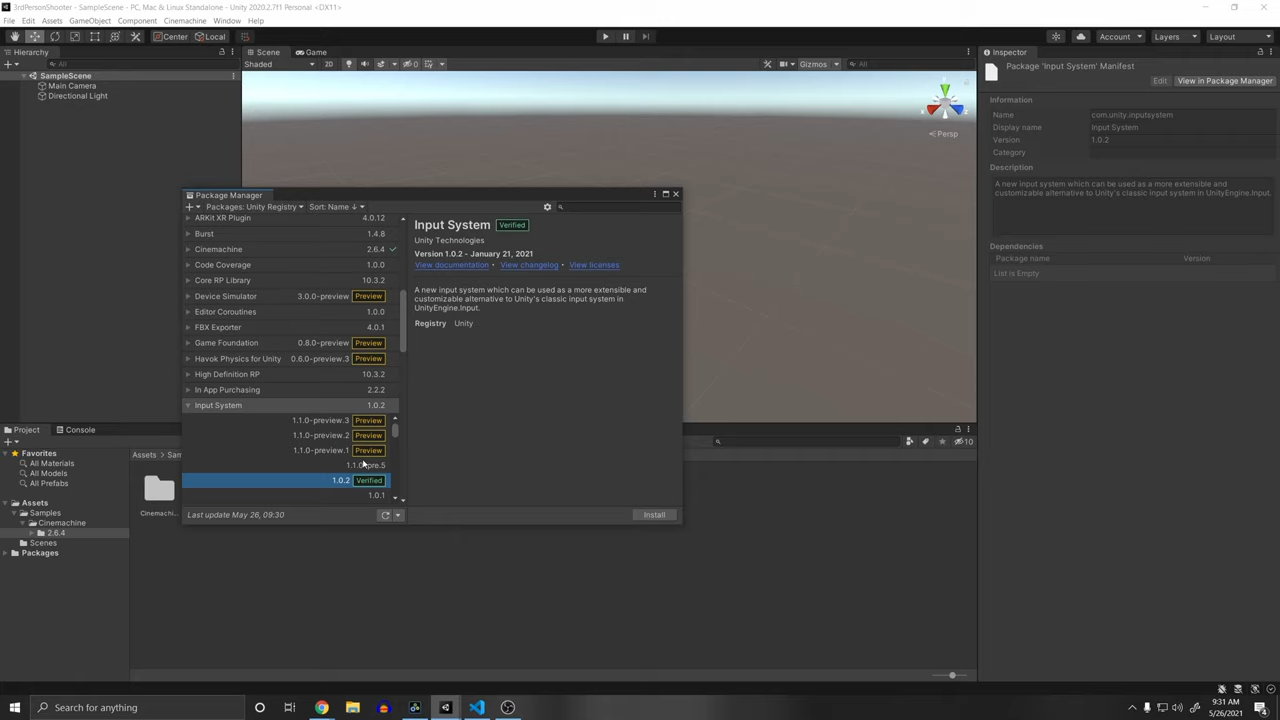 3rdPersonShooter - SampleScene - PC, Mac & Linux Standalone - Unity 2020.2.7f1 Personal <DX11>
File Edit Assets GameObject Component Cinemachine Window Help
Center Local
Account Layers Layout
Hierarchy
All
SampleScene
Main Camera
Directional Light
Scene Game
Shaded 2D 0 Gizmos All
Persp
Inspector
Package 'Input System' Manifest
Edit View in Package Manager
Information
Name com.unity.inputsystem
Display name Input System
Version 1.0.2
Category
Description
A new input system which can be used as a more extensible and
customizable alternative to Unity's classic input system in UnityEngine.Input.
Dependencies
Package name Version
List is Empty
Package Manager
Packages: Unity Registry Sort: Name ↓
ARKit XR Plugin 4.0.12
Burst 1.4.8
Cinemachine 2.6.4
Code Coverage 1.0.0
Core RP Library 10.3.2
Device Simulator 3.0.0-preview Preview
Editor Coroutines 1.0.0
FBX Exporter 4.0.1
Game Foundation 0.8.0-preview Preview
Havok Physics for Unity 0.6.0-preview.3 Preview
High Definition RP 10.3.2
In App Purchasing 2.2.2
Input System 1.0.2
1.1.0-preview.3 Preview
1.1.0-preview.2 Preview
1.1.0-preview.1 Preview
1.1.0-pre.5
1.0.2 Verified
1.0.1
Last update May 26, 09:30
Input System Verified
Unity Technologies
Version 1.0.2 - January 21, 2021
View documentation • View changelog • View licenses
A new input system which can be used as a more extensible and
customizable alternative to Unity's classic input system in
UnityEngine.Input.
Registry Unity
Install
Project Console
10
Favorites
All Materials
All Models
All Prefabs
Assets
Samples
Cinemachine
2.6.4
Scenes
Packages
Assets Sam
Cinemachi...
Search for anything
9:31 AM
5/26/2021
4